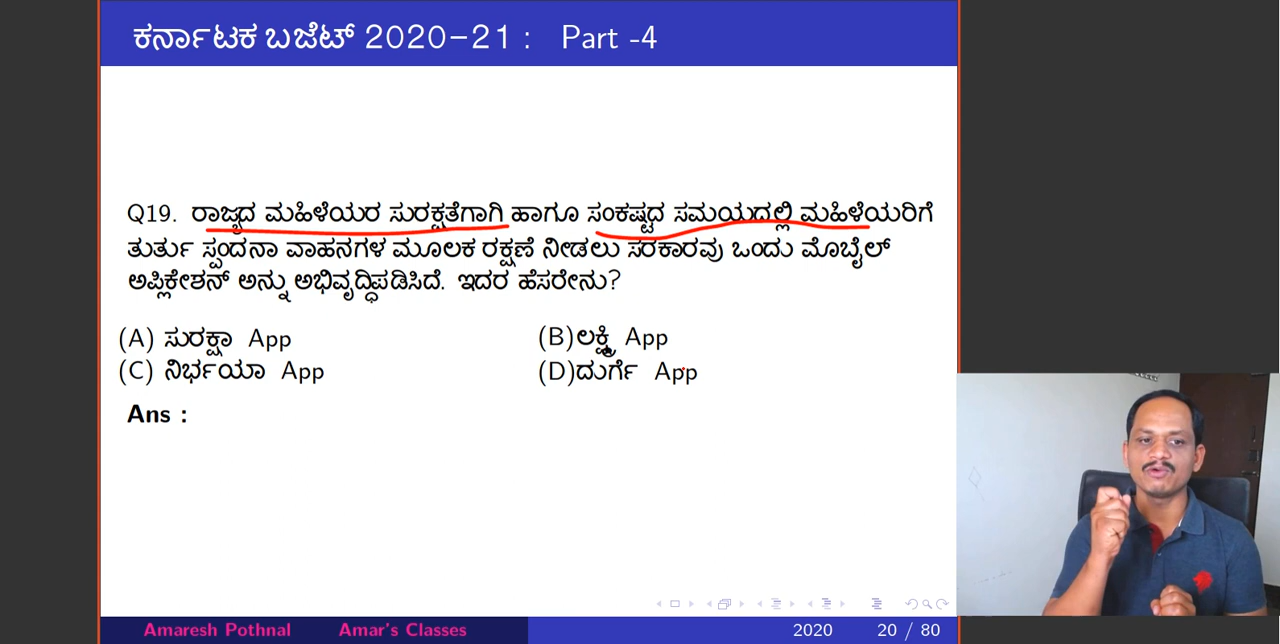 ಕರ್ನಾಟಕ ಬಜೆಟ್ 2020-21 : Part -4
Q19. ರಾಜ್ಯದ ಮಹಿಳೆಯರ ಸುರಕ್ಷತೆಗಾಗಿ ಹಾಗೂ ಸಂಕಷ್ಟದ ಸಮಯದಲ್ಲಿ ಮಹಿಳೆಯರಿಗೆ
ತುರ್ತು ಸ್ಪಂದನಾ ವಾಹನಗಳ ಮೂಲಕ ರಕ್ಷಣೆ ನೀಡಲು ಸರಕಾರವು ಒಂದು ಮೊಬೈಲ್
ಅಪ್ಲಿಕೇಶನ್ ಅನ್ನು ಅಭಿವೃದ್ಧಿಪಡಿಸಿದೆ. ಇದರ ಹೆಸರೇನು?
(A) ಸುರಕ್ಷಾ App (B)ಲಕ್ಷ್ಮಿ App
(C) ನಿರ್ಭಯಾ App (D)ದುರ್ಗೆ App
Ans :
Amaresh Pothnal Amar's Classes 2020 20 / 80